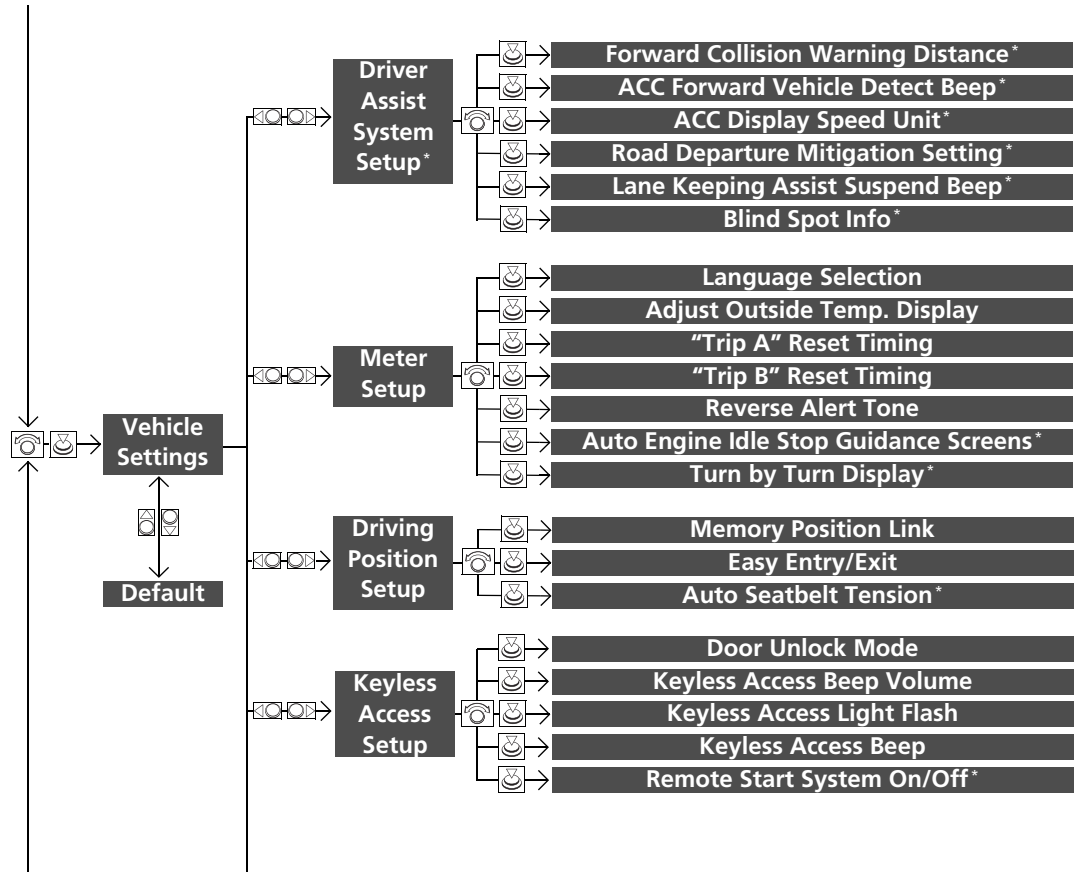 Driver
Assist
System
Setup*
Forward Collision Warning Distance*
ACC Forward Vehicle Detect Beep*
ACC Display Speed Unit*
Road Departure Mitigation Setting*
Lane Keeping Assist Suspend Beep*
Blind Spot Info*
Meter
Setup
Language Selection
Adjust Outside Temp. Display
“Trip A” Reset Timing
“Trip B” Reset Timing
Reverse Alert Tone
Auto Engine Idle Stop Guidance Screens*
Turn by Turn Display*
Vehicle
Settings
Default
Driving
Position
Setup
Memory Position Link
Easy Entry/Exit
Auto Seatbelt Tension*
Keyless
Access
Setup
Door Unlock Mode
Keyless Access Beep Volume
Keyless Access Light Flash
Keyless Access Beep
Remote Start System On/Off*